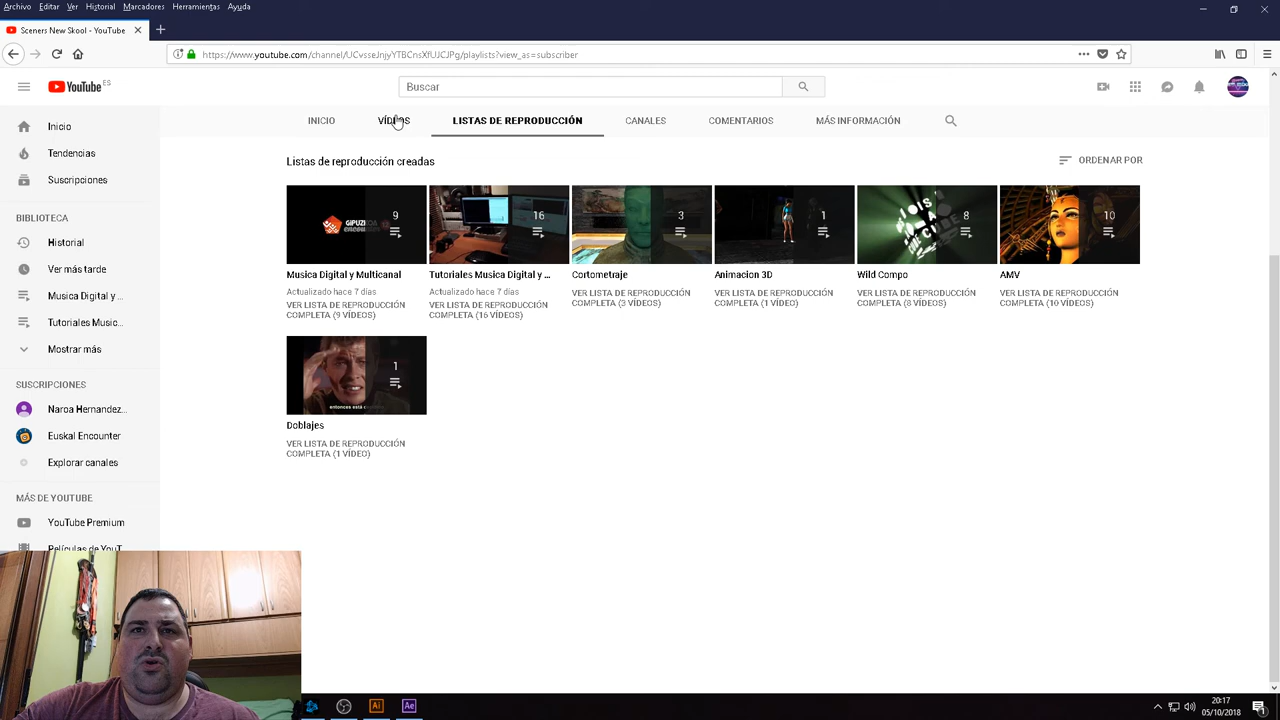 Archivo Editar Ver Historial Marcadores Herramientas Ayuda
Sceners New Skool - YouTube
https://www.youtube.com/channel/UCvsseJnjyYTBCnsXfUJCJPg/playlists?view_as=subscriber
YouTube ES
Buscar
INICIO VÍDEOS LISTAS DE REPRODUCCIÓN CANALES COMENTARIOS MÁS INFORMACIÓN
Inicio
Tendencias
Suscripciones
BIBLIOTECA
Historial
Ver más tarde
Musica Digital y ...
Tutoriales Music...
Mostrar más
SUSCRIPCIONES
Naroa Hernandez...
Euskal Encounter
Explorar canales
MÁS DE YOUTUBE
YouTube Premium
Películas de YouT
Listas de reproducción creadas
ORDENAR POR
GIPUZKOA
ENCOUNTER
9
16
3
1
8
10
Musica Digital y Multicanal
Actualizado hace 7 días
VER LISTA DE REPRODUCCIÓN
COMPLETA (9 VÍDEOS)
Tutoriales Musica Digital y ...
Actualizado hace 7 días
VER LISTA DE REPRODUCCIÓN
COMPLETA (16 VÍDEOS)
Cortometraje
VER LISTA DE REPRODUCCIÓN
COMPLETA (3 VÍDEOS)
Animacion 3D
VER LISTA DE REPRODUCCIÓN
COMPLETA (1 VÍDEO)
Wild Compo
VER LISTA DE REPRODUCCIÓN
COMPLETA (8 VÍDEOS)
AMV
VER LISTA DE REPRODUCCIÓN
COMPLETA (10 VÍDEOS)
1
Doblajes
VER LISTA DE REPRODUCCIÓN
COMPLETA (1 VÍDEO)
Ai
Ae
20:17
05/10/2018